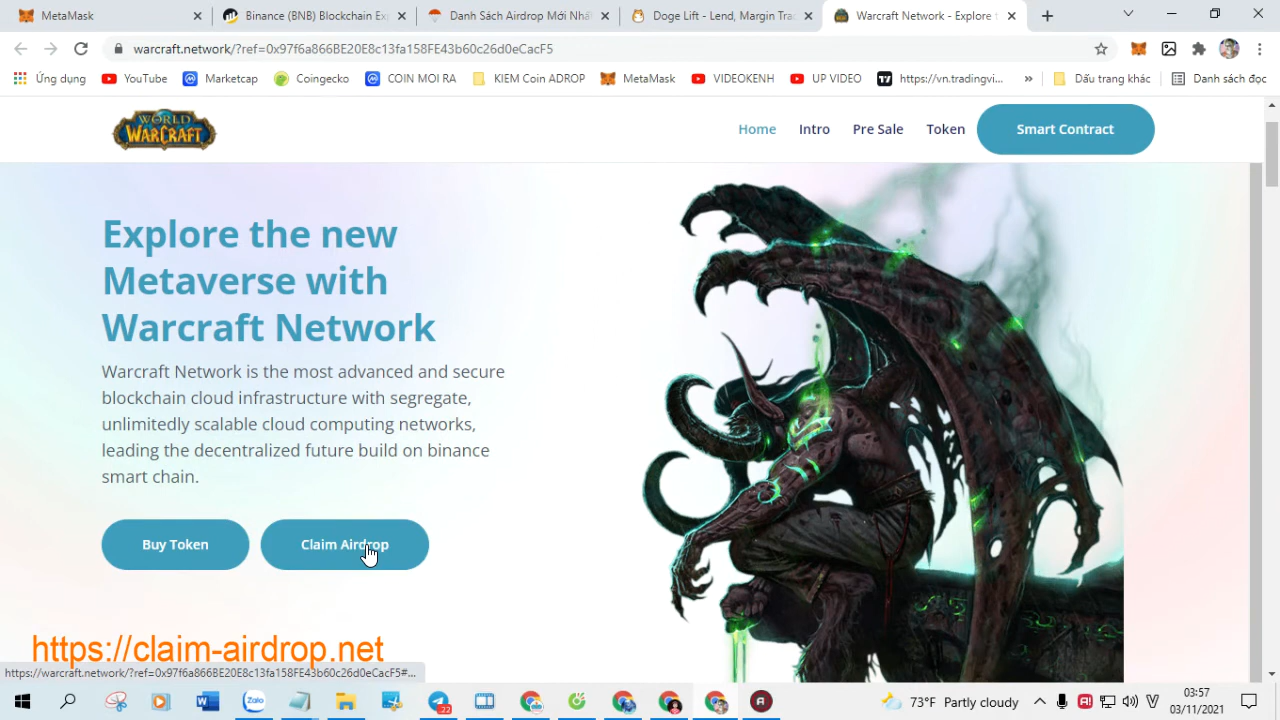 MetaMask
Binance (BNB) Blockchain Ex
Danh Sách Airdrop Mới Nhất
Doge Lift - Lend, Margin Trac
Warcraft Network - Explore t
warcraft.network/?ref=0x97f6a866BE20E8c13fa158FE43b60c26d0eCacF5
Ứng dụng
YouTube
Marketcap
Coingecko
COIN MOI RA
KIEM Coin ADROP
MetaMask
VIDEOKENH
UP VIDEO
https://vn.tradingvi...
»
Dấu trang khác
Danh sách đọc
WORLD
WARCRAFT
Home
Intro
Pre Sale
Token
Smart Contract
Explore the new
Metaverse with
Warcraft Network
Warcraft Network is the most advanced and secure
blockchain cloud infrastructure with segregate,
unlimitedly scalable cloud computing networks,
leading the decentralized future build on binance
smart chain.
Buy Token
Claim Airdrop
https://claim-airdrop.net
https://warcraft.network/?ref=0x97f6a866BE20E8c13fa158FE43b60c26d0eCacF5#...
Zalo
22
73°F Partly cloudy
03:57
03/11/2021